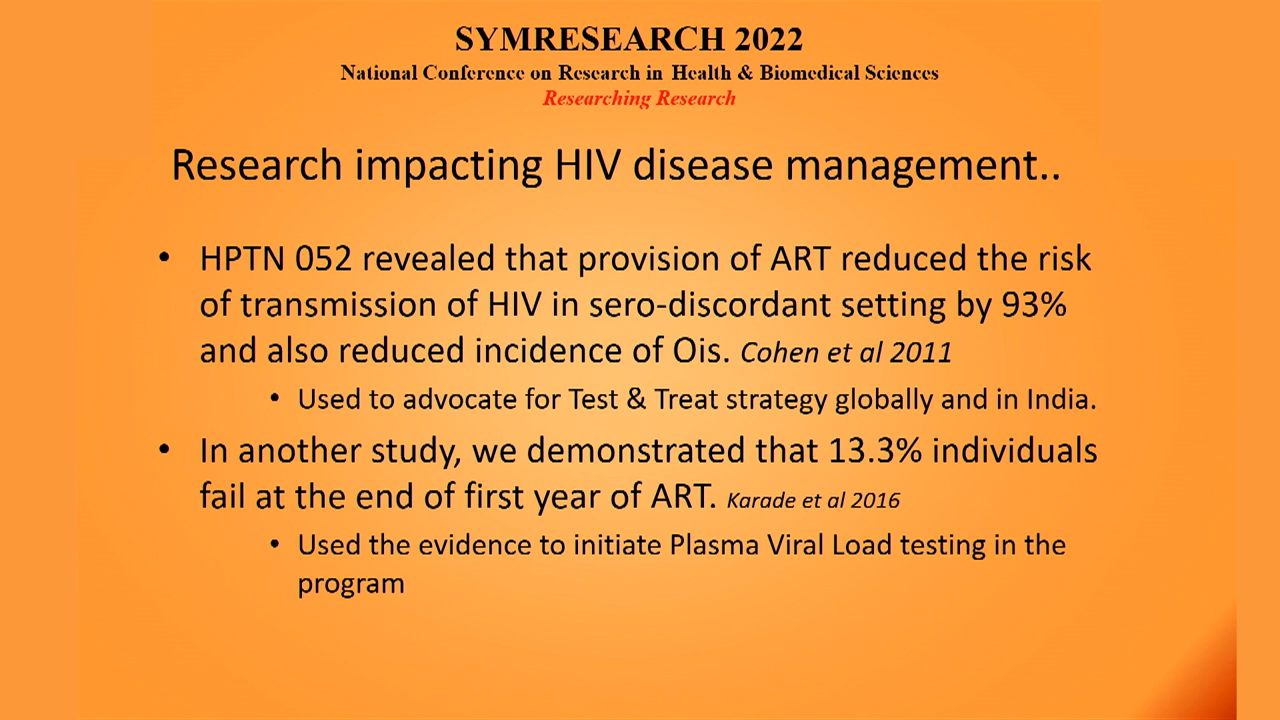 SYMRESEARCH 2022
National Conference on Research in Health & Biomedical Sciences
Researching Research
Research impacting HIV disease management..
• HPTN 052 revealed that provision of ART reduced the risk
of transmission of HIV in sero-discordant setting by 93%
and also reduced incidence of Ois. Cohen et al 2011
• Used to advocate for Test & Treat strategy globally and in India.
• In another study, we demonstrated that 13.3% individuals
fail at the end of first year of ART. Karade et al 2016
• Used the evidence to initiate Plasma Viral Load testing in the
program